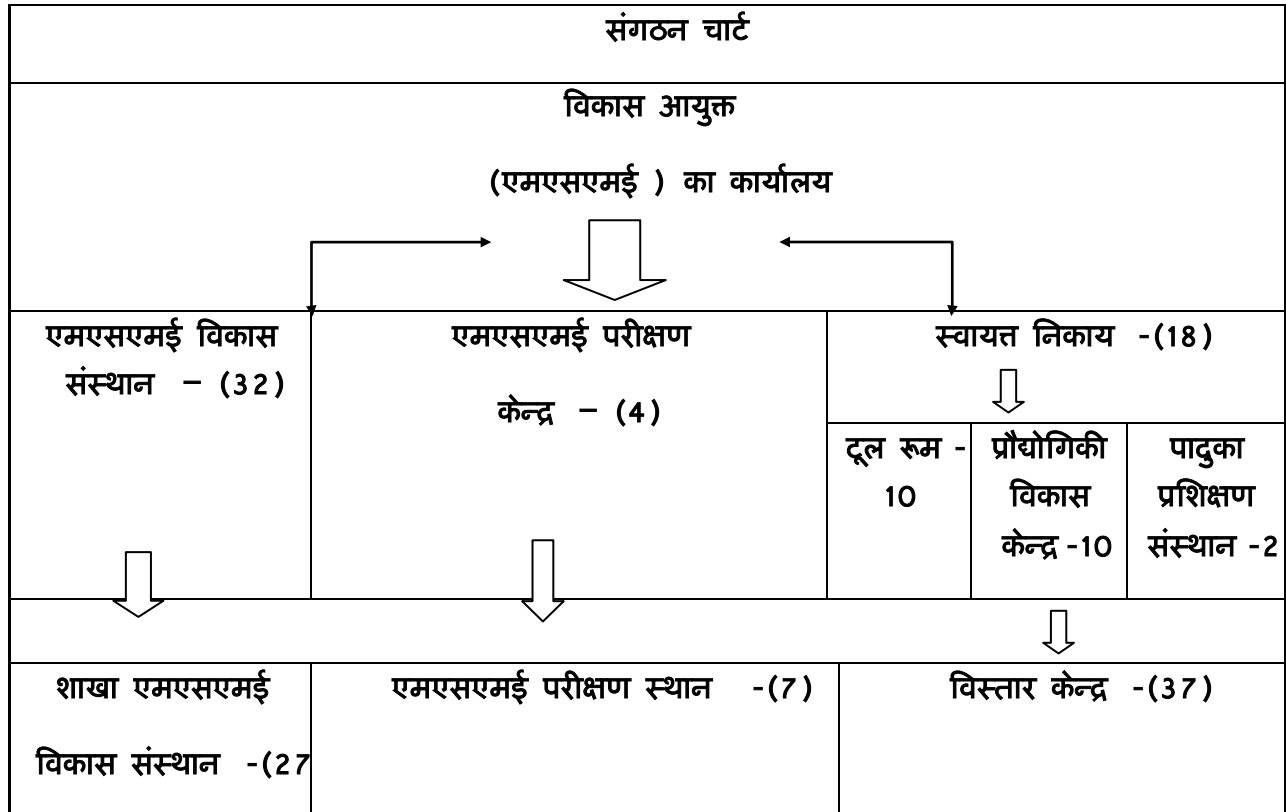 संगठन चार्ट
विकास आयुक्त
(एमएसएमई ) का कार्यालय
एमएसएमई विकास
संस्थान – (32)
एमएसएमई परीक्षण
केन्द्र – (4)
स्वायत्त निकाय -(18)
टूल रूम -
10
प्रौद्योगिकी
विकास
केन्द्र -10
पादुका
प्रशिक्षण
संस्थान -2
शाखा एमएसएमई
विकास संस्थान -(27
एमएसएमई परीक्षण स्थान -(7)
विस्तार केन्द्र -(37)